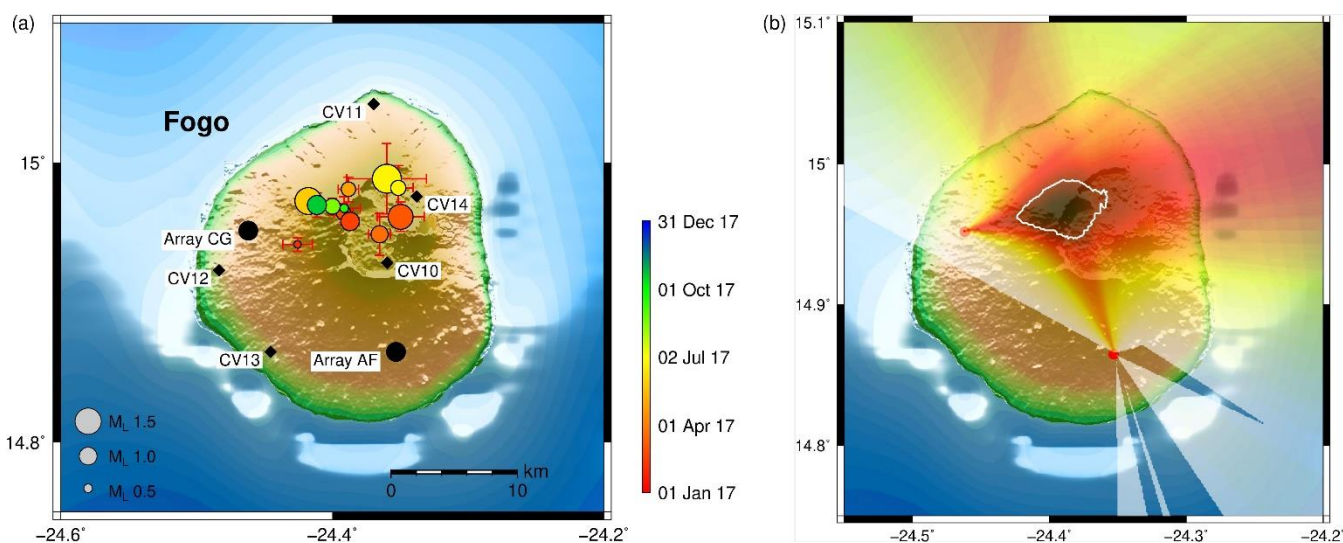 (a)
Fogo
CV11
CV14
Array CG
CV12
CV10
CV13
Array AF
M_L 1.5
M_L 1.0
M_L 0.5
km
0 10
15˚
14.8˚
−24.6˚ −24.4˚ −24.2˚
31 Dec 17
01 Oct 17
02 Jul 17
01 Apr 17
01 Jan 17
(b)
15.1˚
15˚
14.9˚
14.8˚
−24.5˚ −24.4˚ −24.3˚ −24.2˚